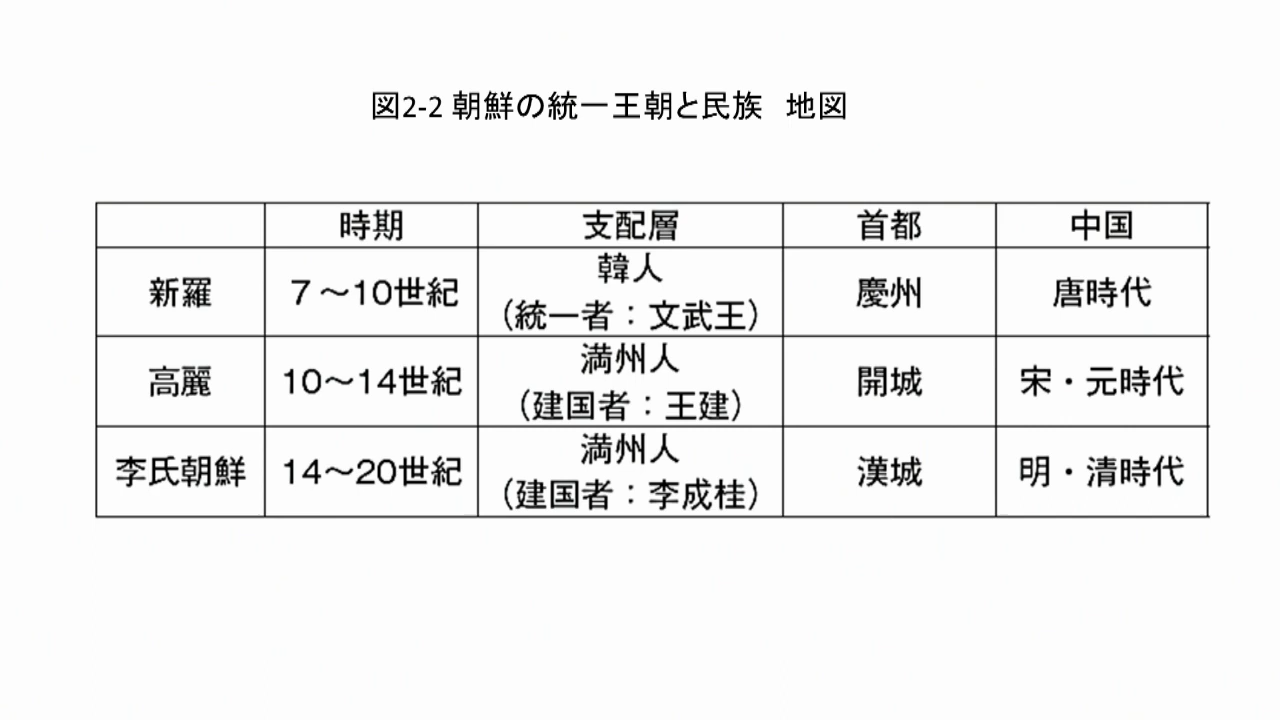 図2-2 朝鮮の統一王朝と民族　地図
時期 支配層 首都 中国
新羅 ７～10世紀 韓人 (統一者：文武王) 慶州 唐時代
高麗 10～14世紀 満州人 (建国者：王建) 開城 宋・元時代
李氏朝鮮 14～20世紀 満州人 (建国者：李成桂) 漢城 明・清時代